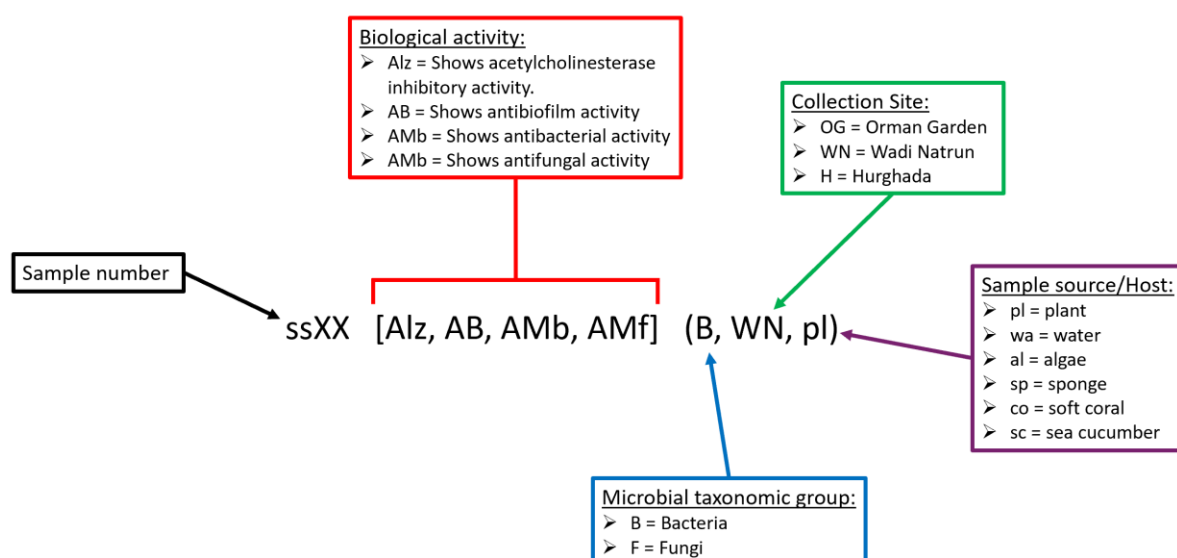 Biological activity:
➢ Alz = Shows acetylcholinesterase
inhibitory activity.
➢ AB = Shows antibiofilm activity
➢ AMb = Shows antibacterial activity
➢ AMb = Shows antifungal activity
Collection Site:
➢ OG = Orman Garden
➢ WN = Wadi Natrun
➢ H = Hurghada
Sample number
ssXX [Alz, AB, AMb, AMf] (B, WN, pl)
Sample source/Host:
➢ pl = plant
➢ wa = water
➢ al = algae
➢ sp = sponge
➢ co = soft coral
➢ sc = sea cucumber
Microbial taxonomic group:
➢ B = Bacteria
➢ F = Fungi